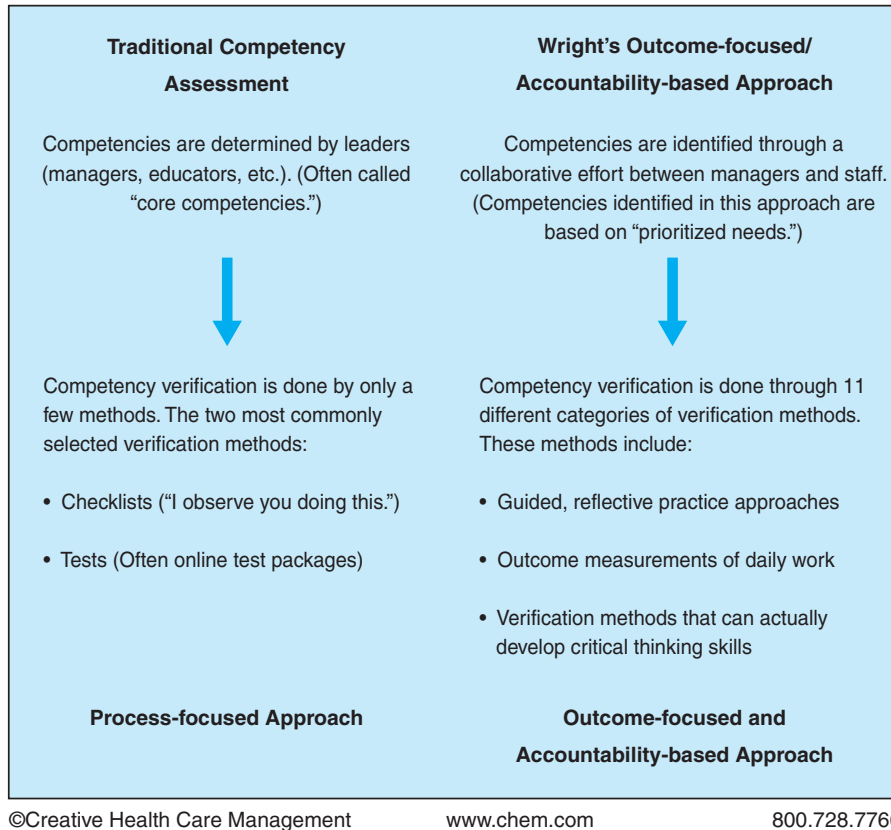 Traditional Competency
Assessment
Competencies are determined by leaders
(managers, educators, etc.). (Often called
“core competencies.”)
Competency verification is done by only a
few methods. The two most commonly
selected verification methods:
• Checklists (“I observe you doing this.”)
• Tests (Often online test packages)
Process-focused Approach
Wright’s Outcome-focused/
Accountability-based Approach
Competencies are identified through a
collaborative effort between managers and staff.
(Competencies identified in this approach are
based on “prioritized needs.”)
Competency verification is done through 11
different categories of verification methods.
These methods include:
• Guided, reflective practice approaches
• Outcome measurements of daily work
• Verification methods that can actually
develop critical thinking skills
Outcome-focused and
Accountability-based Approach
©Creative Health Care Management www.chem.com 800.728.776